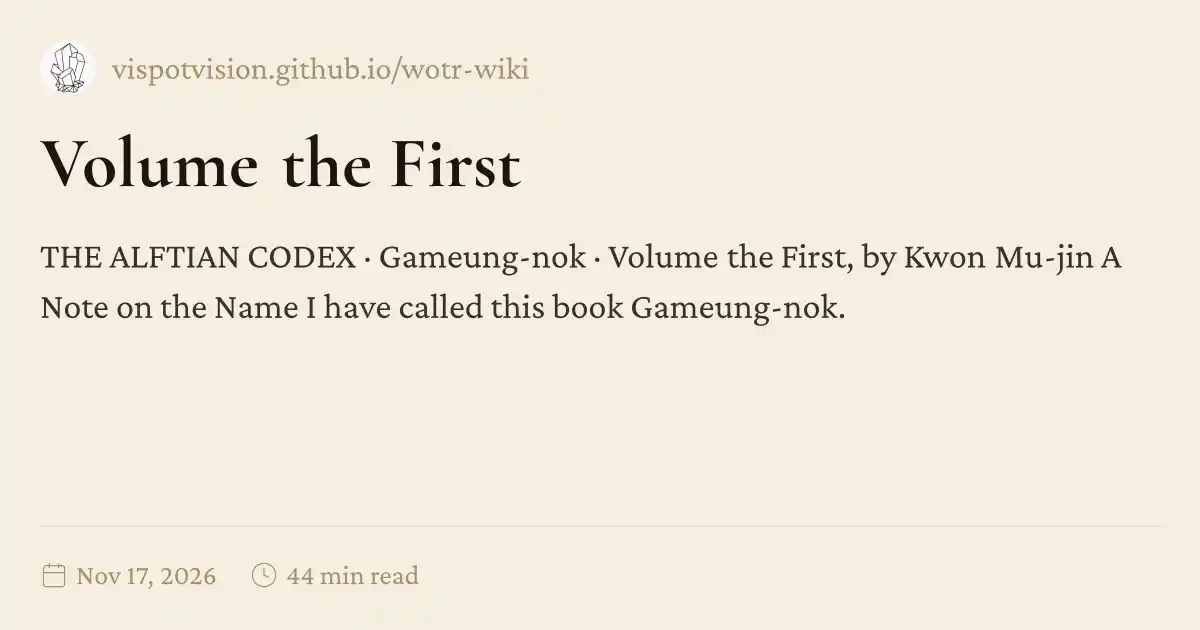 vispotvision.github.io/wotr-wiki
Volume the First
THE ALFTIAN CODEX · Gameung-nok · Volume the First, by Kwon Mu-jin A
Note on the Name I have called this book Gameung-nok.
Nov 17, 2026
44 min read